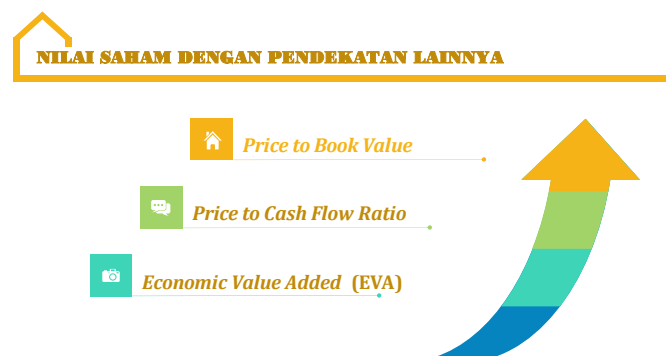 NILAI SAHAM DENGAN PENDEKATAN LAINNYA
Price to Book Value
Price to Cash Flow Ratio
Economic Value Added (EVA)